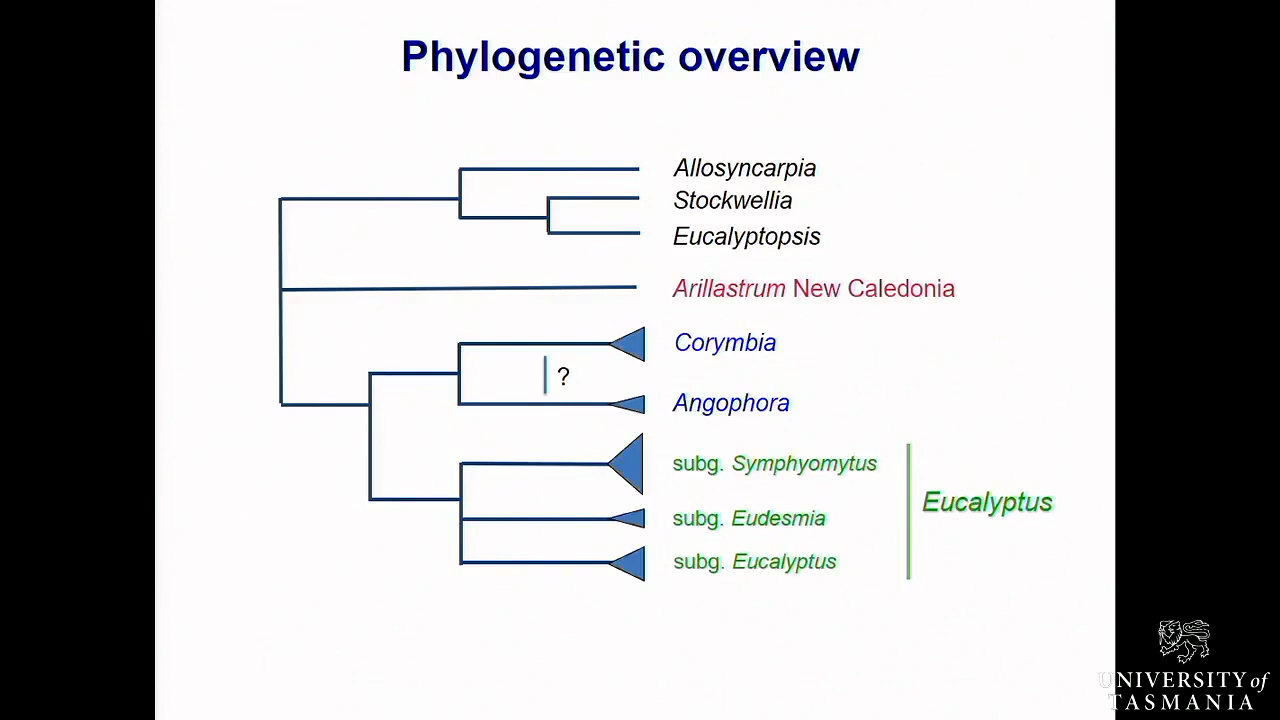 Phylogenetic overview
Allosyncarpia
Stockwellia
Eucalyptopsis
Arillastrum New Caledonia
Corymbia
?
Angophora
subg. Symphyomytus
Eucalyptus
subg. Eudesmia
subg. Eucalyptus
UNIVERSITY of
TASMANIA